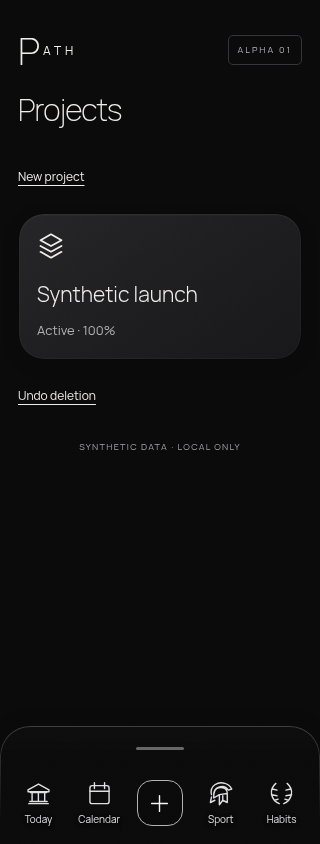 PATH
ALPHA 01
Projects
New project
Synthetic launch
Active · 100%
Undo deletion
SYNTHETIC DATA · LOCAL ONLY
Today
Calendar
Sport
Habits